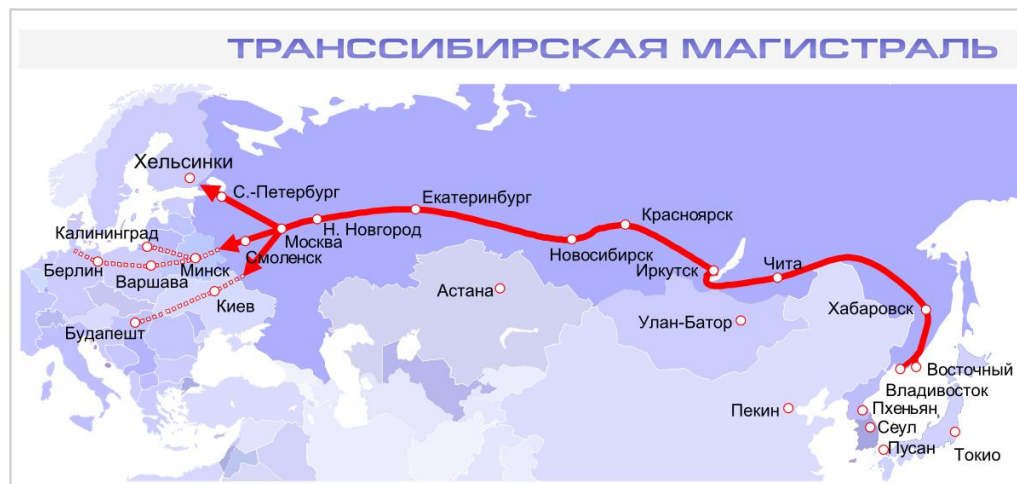 ТРАНССИБИРСКАЯ МАГИСТРАЛЬ
Хельсинки
С.-Петербург
Екатеринбург
Красноярск
Калининград
Москва
Н. Новгород
Смоленск
Новосибирск
Иркутск
Чита
Берлин
Варшава
Минск
Киев
Астана
Хабаровск
Улан-Батор
Будапешт
Восточный
Владивосток
Пекин
Пхеньян,
Сеул
Пусан
Токио